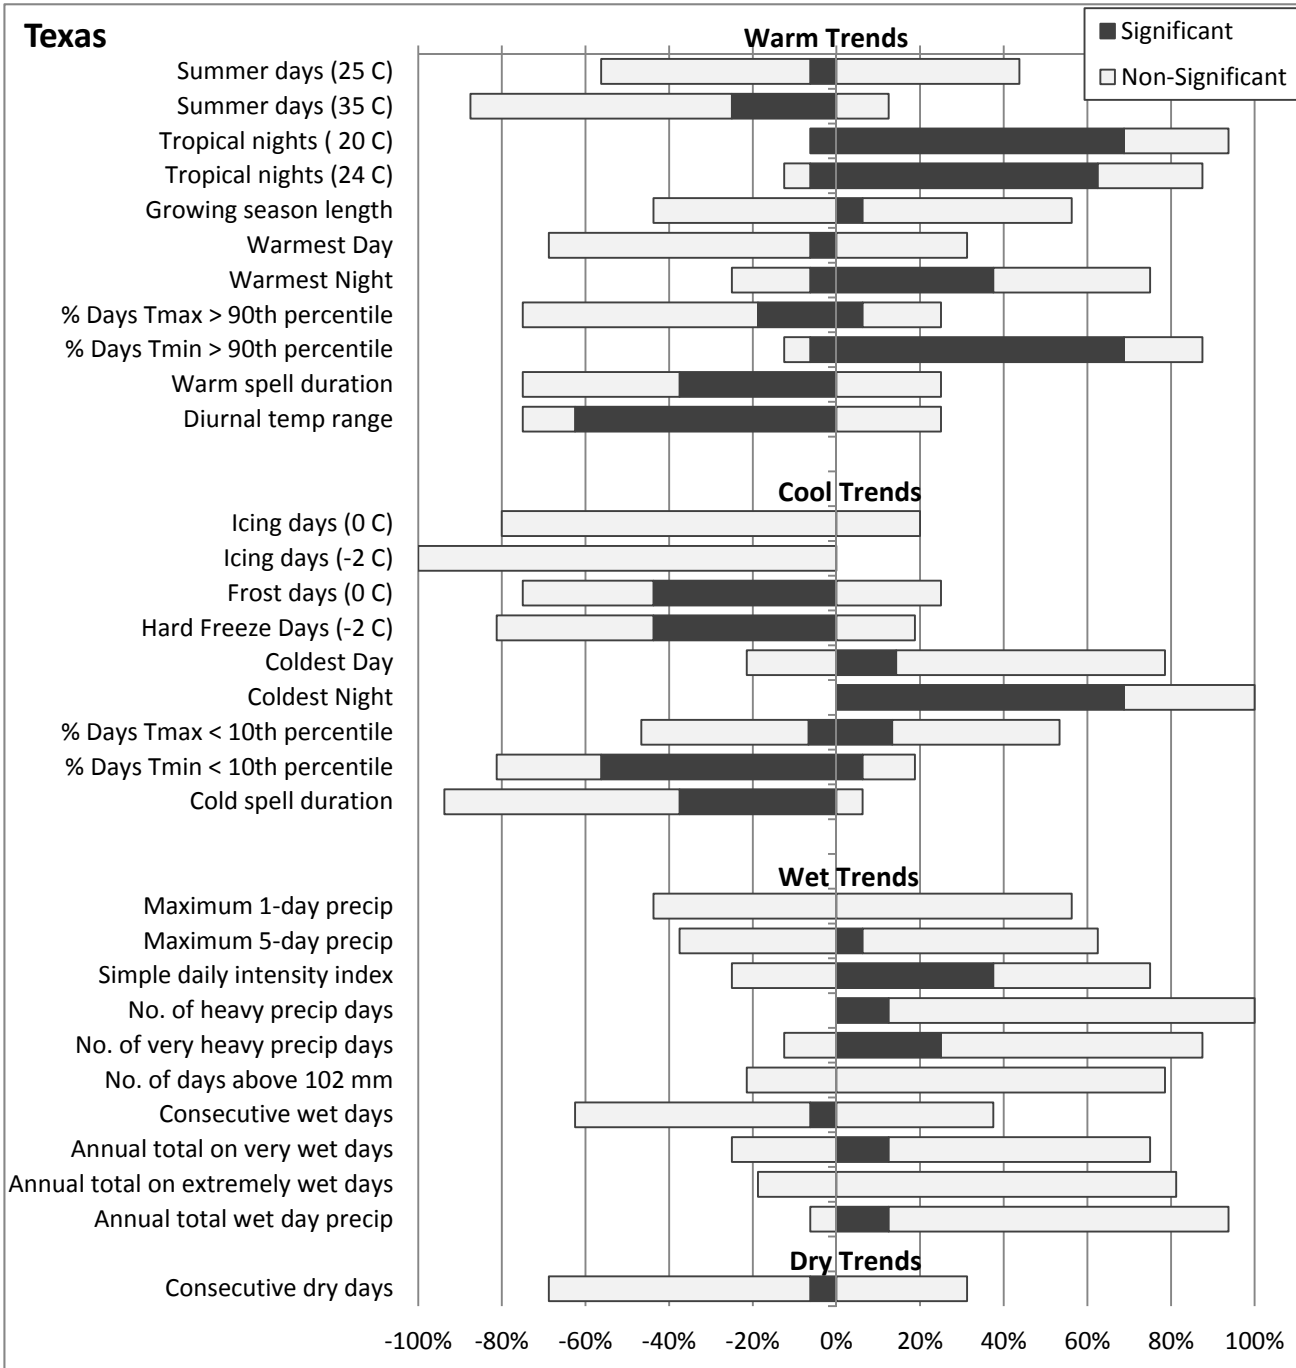 Texas
Significant
Non-Significant
Warm Trends
Summer days (25 C)
Summer days (35 C)
Tropical nights ( 20 C)
Tropical nights (24 C)
Growing season length
Warmest Day
Warmest Night
% Days Tmax > 90th percentile
% Days Tmin > 90th percentile
Warm spell duration
Diurnal temp range
Cool Trends
Icing days (0 C)
Icing days (-2 C)
Frost days (0 C)
Hard Freeze Days (-2 C)
Coldest Day
Coldest Night
% Days Tmax < 10th percentile
% Days Tmin < 10th percentile
Cold spell duration
Wet Trends
Maximum 1-day precip
Maximum 5-day precip
Simple daily intensity index
No. of heavy precip days
No. of very heavy precip days
No. of days above 102 mm
Consecutive wet days
Annual total on very wet days
Annual total on extremely wet days
Annual total wet day precip
Dry Trends
Consecutive dry days
-100% -80% -60% -40% -20% 0% 20% 40% 60% 80% 100%